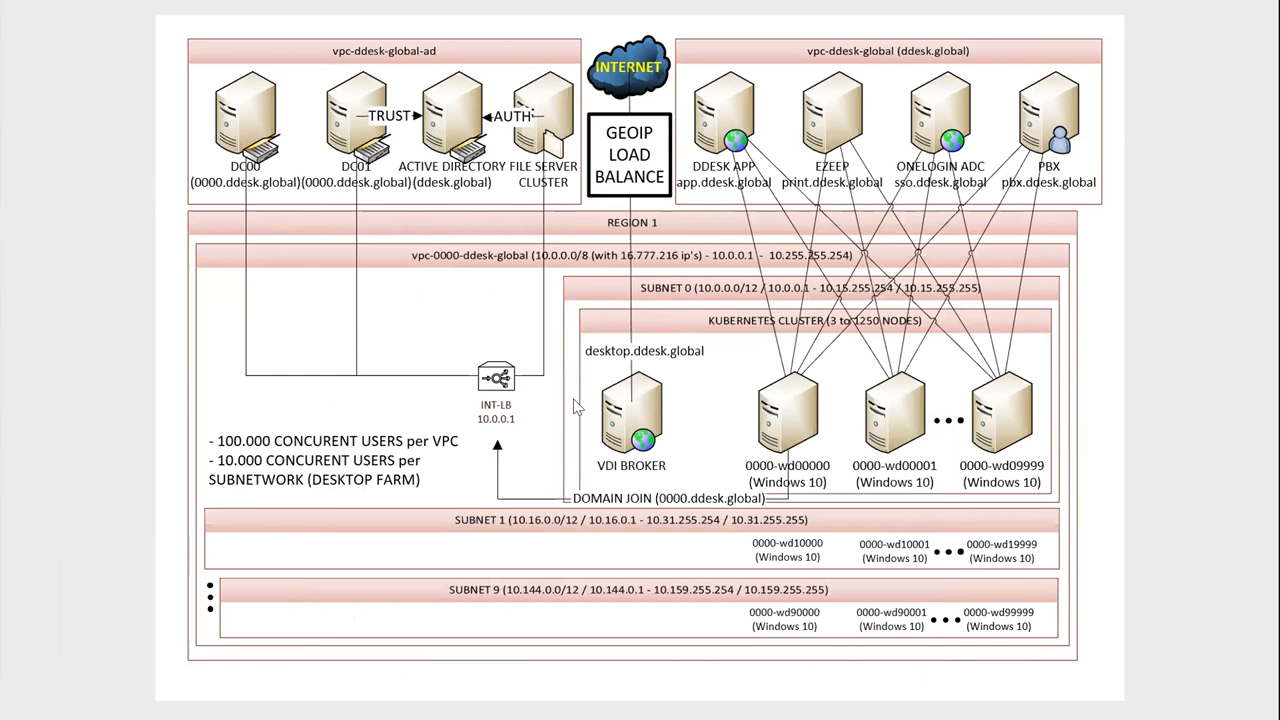 vpc-ddesk-global-ad
INTERNET
vpc-ddesk-global (ddesk.global)
TRUST
AUTH
GEOIP
LOAD
BALANCE
DC00
(0000.ddesk.global)
DC01
(0000.ddesk.global)
ACTIVE DIRECTORY
(ddesk.global)
FILE SERVER
CLUSTER
DDESK APP
app.ddesk.global
EZEEP
print.ddesk.global
ONELOGIN ADC
sso.ddesk.global
PBX
pbx.ddesk.global
REGION 1
vpc-0000-ddesk-global (10.0.0.0/8 (with 16.777.216 ip's) - 10.0.0.1 - 10.255.255.254)
SUBNET 0 (10.0.0.0/12 / 10.0.0.1 - 10.15.255.254 / 10.15.255.255)
KUBERNETES CLUSTER (3 to 1250 NODES)
desktop.ddesk.global
INT-LB
10.0.0.1
- 100.000 CONCURENT USERS per VPC
- 10.000 CONCURENT USERS per
SUBNETWORK (DESKTOP FARM)
VDI BROKER
0000-wd00000
(Windows 10)
0000-wd00001
(Windows 10)
0000-wd09999
(Windows 10)
DOMAIN JOIN (0000.ddesk.global)
SUBNET 1 (10.16.0.0/12 / 10.16.0.1 - 10.31.255.254 / 10.31.255.255)
0000-wd10000
(Windows 10)
0000-wd10001
(Windows 10)
0000-wd19999
(Windows 10)
SUBNET 9 (10.144.0.0/12 / 10.144.0.1 - 10.159.255.254 / 10.159.255.255)
0000-wd90000
(Windows 10)
0000-wd90001
(Windows 10)
0000-wd99999
(Windows 10)